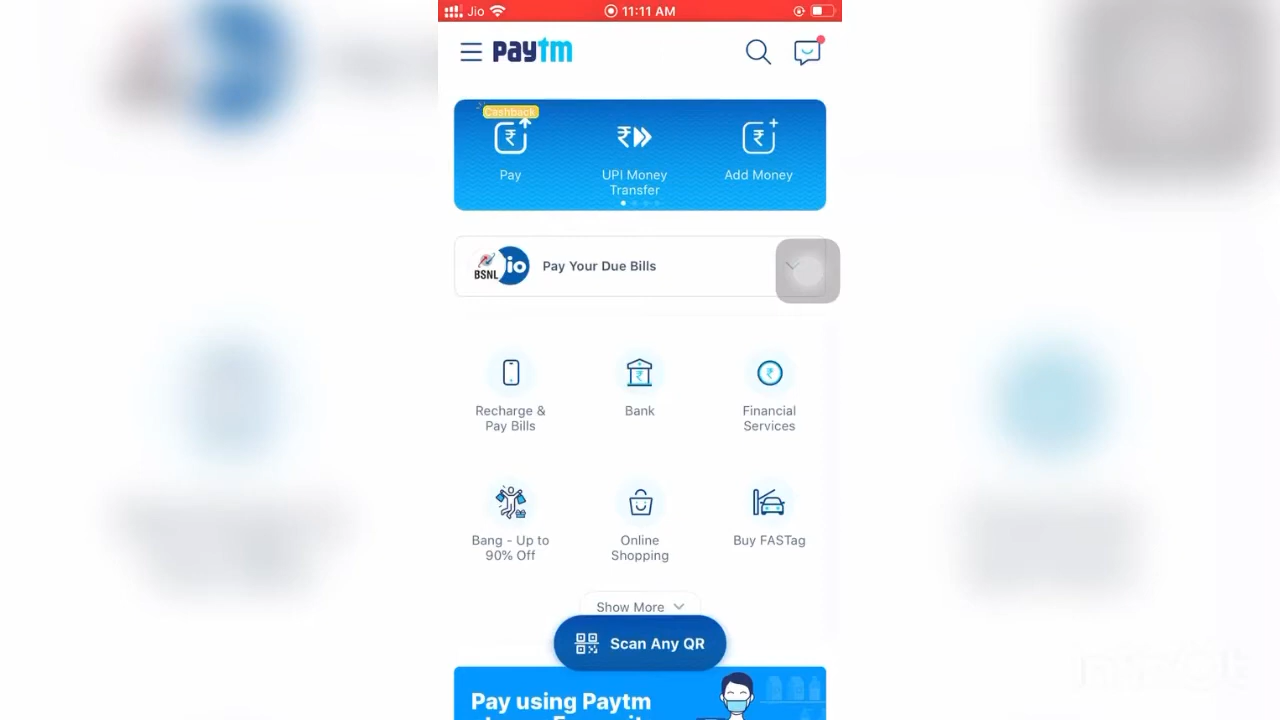 Jio 11:11 AM
paytm
Cashback
Pay
UPI Money
Transfer
Add Money
BSNL
jio
Pay Your Due Bills
Recharge &
Pay Bills
Bank
Financial
Services
Bang - Up to
90% Off
Online
Shopping
Buy FASTag
Show More
Scan Any QR
Pay using Paytm